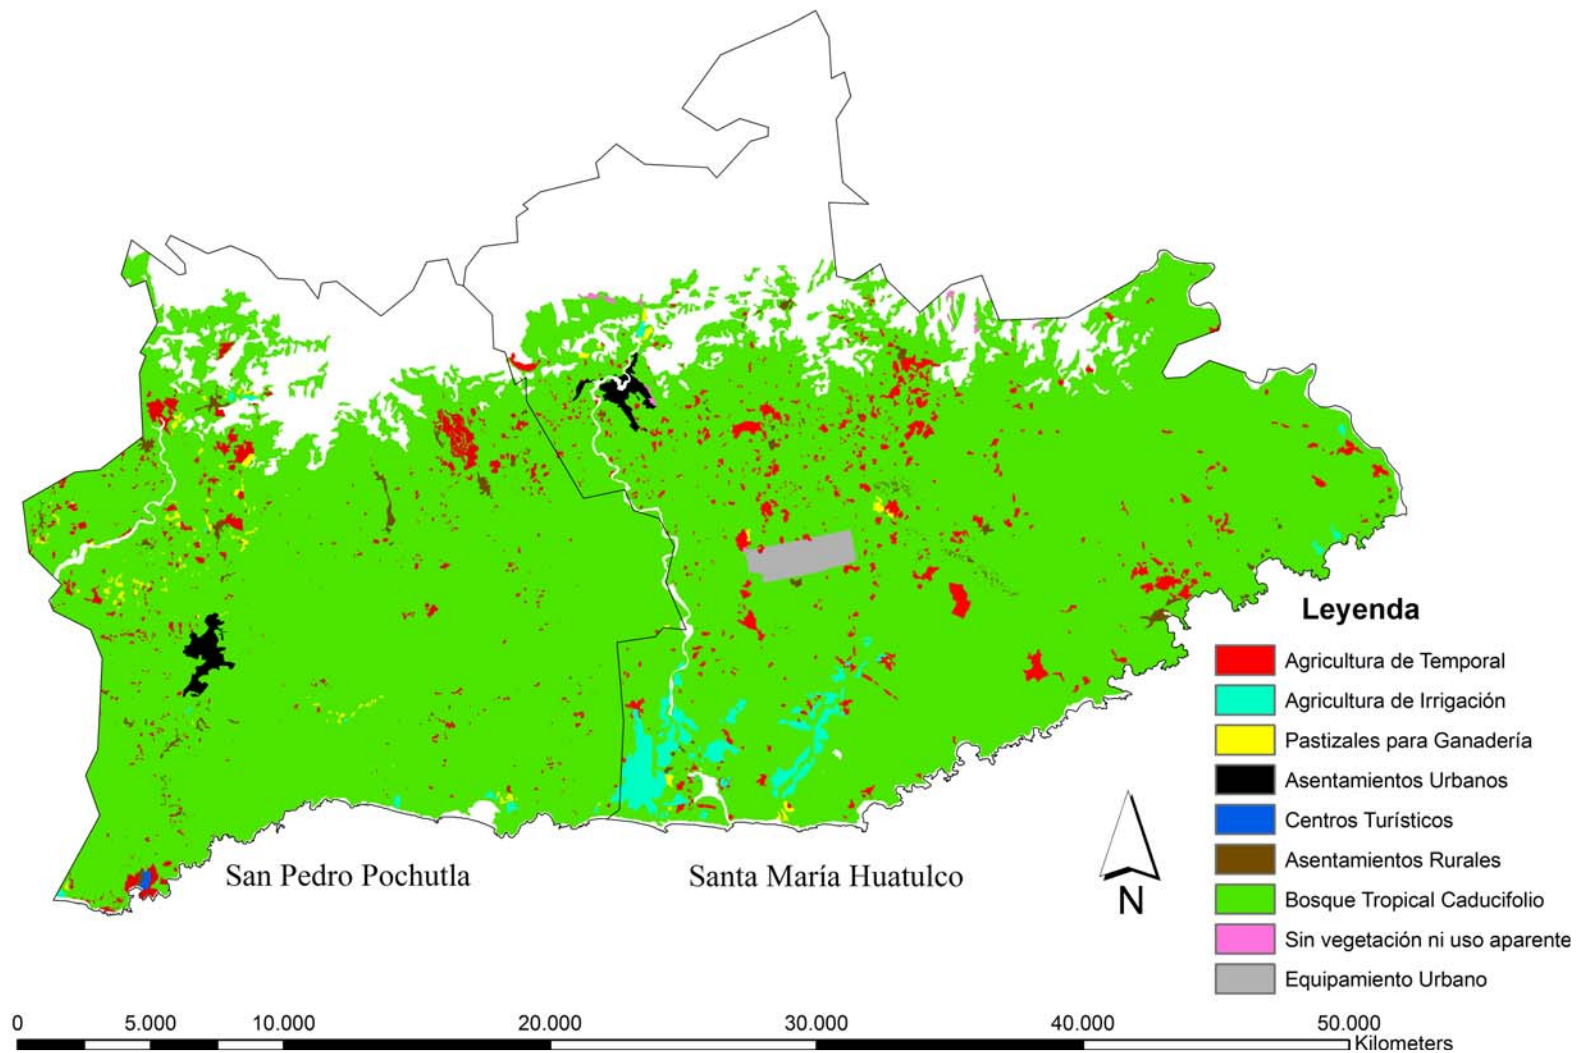 San Pedro Pochutla
Santa María Huatulco
N
Leyenda
Agricultura de Temporal
Agricultura de Irrigación
Pastizales para Ganadería
Asentamientos Urbanos
Centros Turísticos
Asentamientos Rurales
Bosque Tropical Caducifolio
Sin vegetación ni uso aparente
Equipamiento Urbano
0 5.000 10.000 20.000 30.000 40.000 50.000
Kilometers